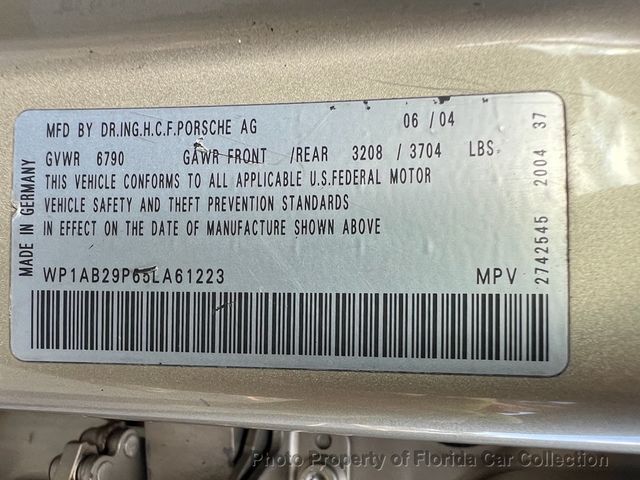 MFD BY DR.ING.H.C.F.PORSCHE AG 06 / 04
GVWR 6790 GAWR FRONT /REAR 3208 / 3704 LBS.
THIS VEHICLE CONFORMS TO ALL APPLICABLE U.S.FEDERAL MOTOR
VEHICLE SAFETY AND THEFT PREVENTION STANDARDS
IN EFFECT ON THE DATE OF MANUFACTURE SHOWN ABOVE
WP1AB29P65LA61223 MPV
MADE IN GERMANY
2742545 2004 37
Photo Property of Florida Car Collection